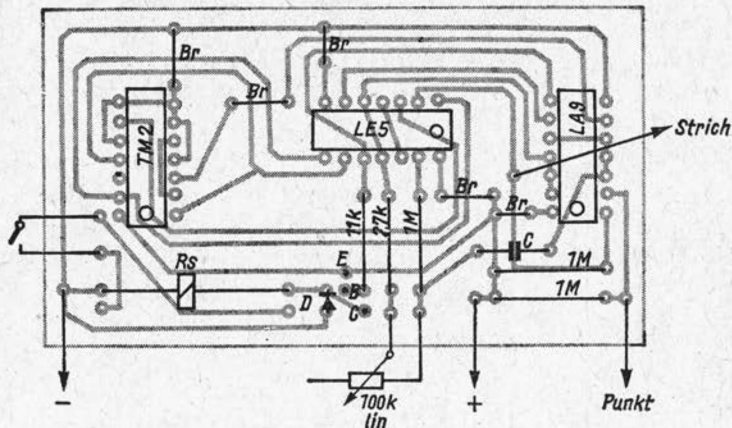 Br
Br
Br
TM2
LE5
LA9
Strich
Br
Br
11k
27k
1M
C
E
Rs
B
D
C
1M
1M
-
+
100k
lin
Punkt